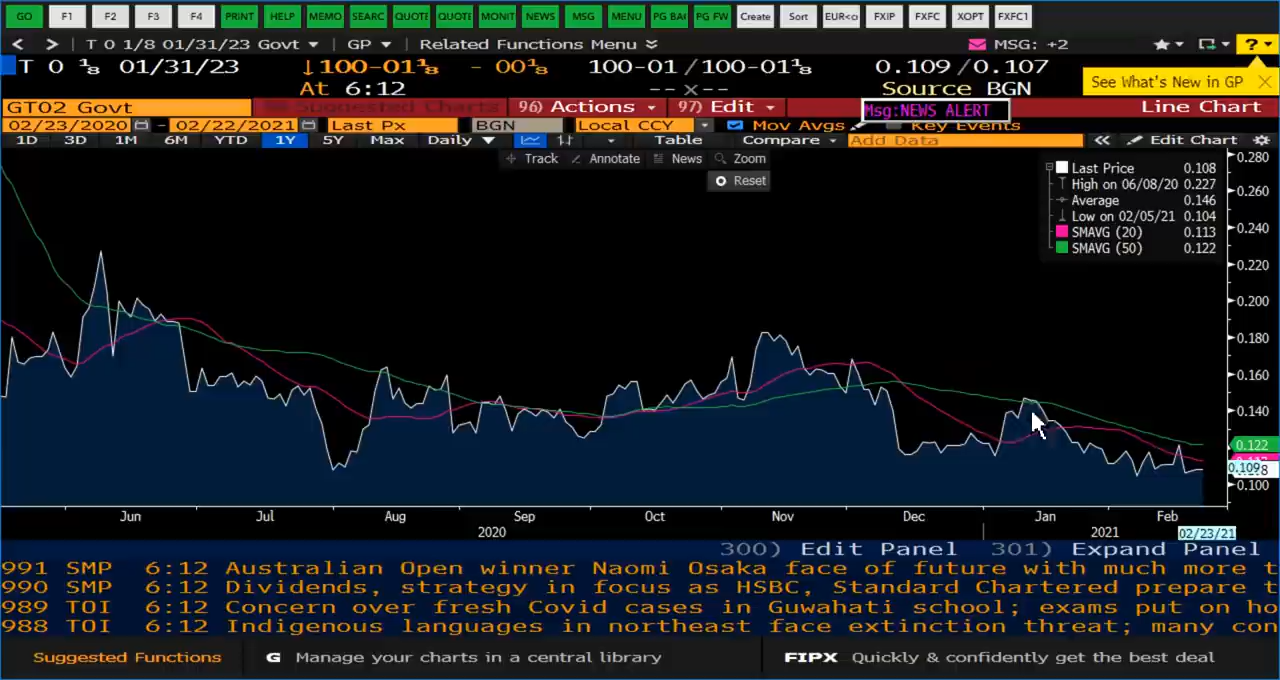 GO F1 F2 F3 F4 PRINT HELP MEMO SEARC QUOTE QUOTE MONIT NEWS MSG MENU PG BA PG FW Create Sort EUR<o FXIP FXFC XOPT FXFC1
T 0 1/8 01/31/23 Govt GP Related Functions Menu MSG: +2 ?
T 0 ⅛ 01/31/23 ↓100-01⅛ - 00⅛ 100-01/100-01⅛ 0.109/0.107
At 6:12 -- x -- Source BGN
See What's New in GP
GT02 Govt Suggested Charts 96) Actions 97) Edit Msg:NEWS ALERT Line Chart
02/23/2020 - 02/22/2021 Last Px BGN Local CCY Mov Avgs Key Events
1D 3D 1M 6M YTD 1Y 5Y Max Daily Table Compare Add Data « Edit Chart
Track Annotate News Zoom
Reset
Last Price 0.108
High on 06/08/20 0.227
Average 0.146
Low on 02/05/21 0.104
SMAVG (20) 0.113
SMAVG (50) 0.122
0.280
0.260
0.240
0.220
0.200
0.180
0.160
0.140
0.122
0.109
0.100
Jun Jul Aug Sep Oct Nov Dec Jan Feb
2020 2021 02/23/21
300) Edit Panel 301) Expand Panel
991 SMP 6:12 Australian Open winner Naomi Osaka face of future with much more t
990 SMP 6:12 Dividends, strategy in focus as HSBC, Standard Chartered prepare t
989 TOI 6:12 Concern over fresh Covid cases in Guwahati school; exams put on ho
988 TOI 6:12 Indigenous languages in northeast face extinction threat; many con
Suggested Functions G Manage your charts in a central library FIPX Quickly & confidently get the best deal